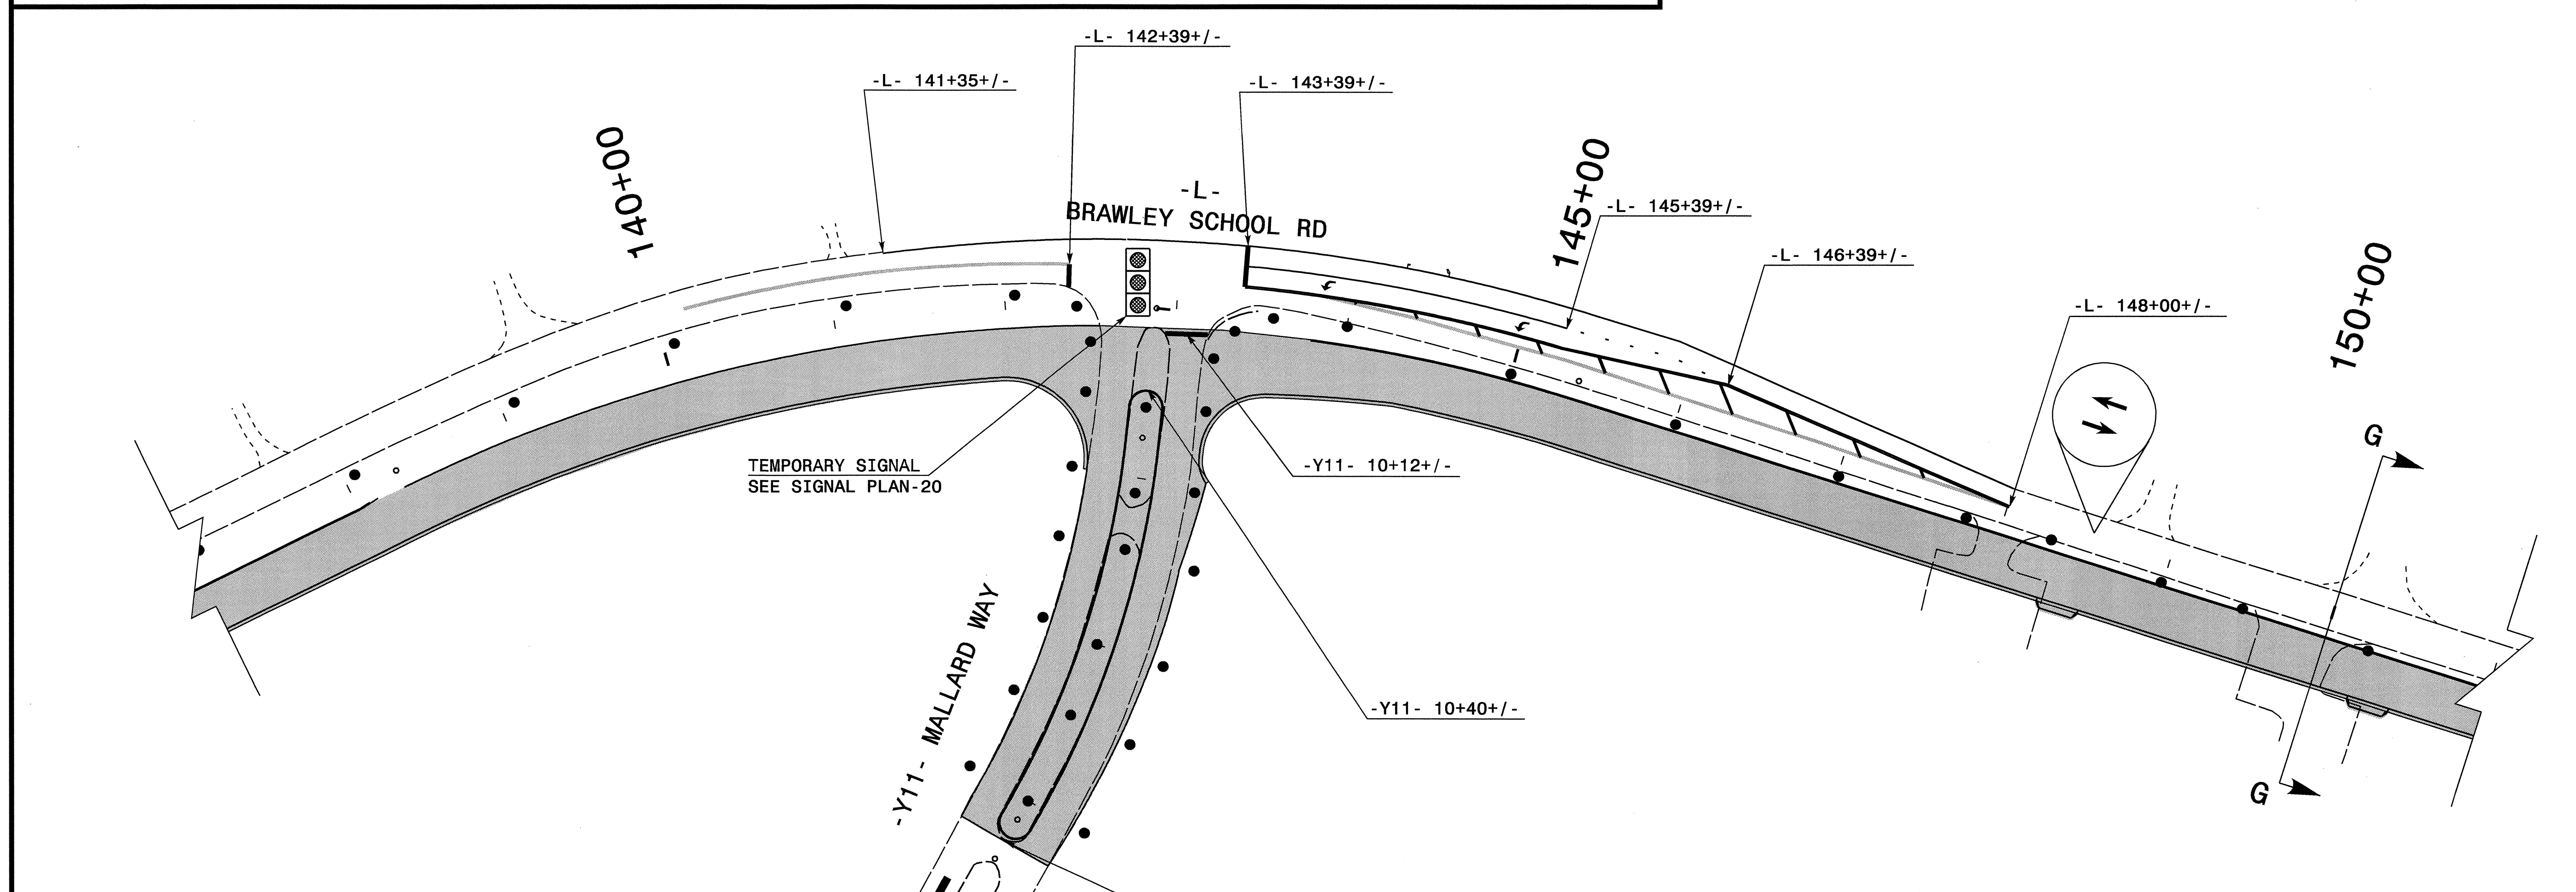 -L- 142+39+/-
-L- 141+35+/-
-L- 143+39+/-
140+00
-L-
BRAWLEY SCHOOL RD
145+00
-L- 145+39+/-
-L- 146+39+/-
-L- 148+00+/-
150+00
G
TEMPORARY SIGNAL
SEE SIGNAL PLAN-20
-Y11- 10+12+/-
-Y11- MALLARD WAY
-Y11- 10+40+/-
G